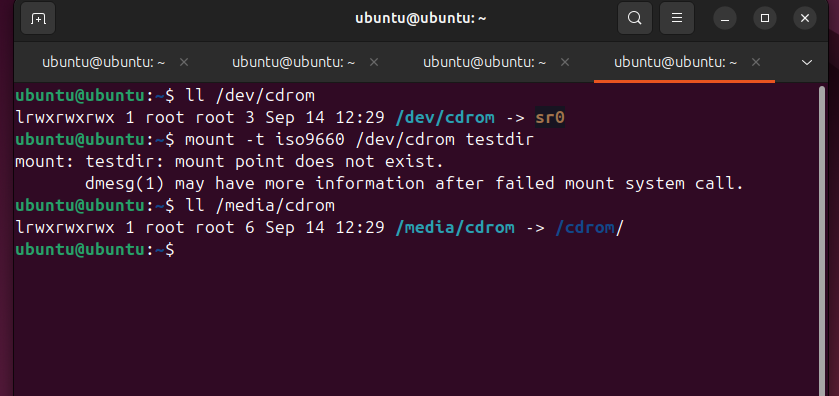 ubuntu@ubuntu: ~
ubuntu@ubuntu: ~ ubuntu@ubuntu: ~ ubuntu@ubuntu: ~ ubuntu@ubuntu: ~
ubuntu@ubuntu:~$ ll /dev/cdrom
lrwxrwxrwx 1 root root 3 Sep 14 12:29 /dev/cdrom -> sr0
ubuntu@ubuntu:~$ mount -t iso9660 /dev/cdrom testdir
mount: testdir: mount point does not exist.
       dmesg(1) may have more information after failed mount system call.
ubuntu@ubuntu:~$ ll /media/cdrom
lrwxrwxrwx 1 root root 6 Sep 14 12:29 /media/cdrom -> /cdrom/
ubuntu@ubuntu:~$